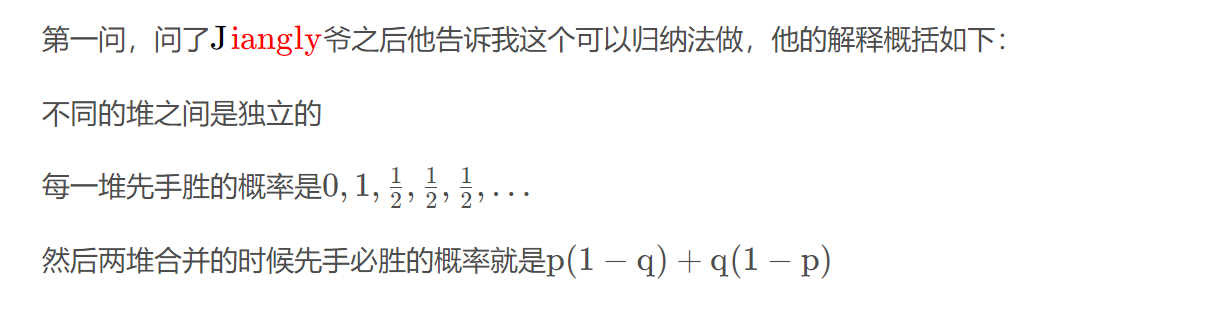 第一问，问了Jiangly爷之后他告诉我这个可以归纳法做，他的解释概括如下：
不同的堆之间是独立的
每一堆先手胜的概率是0, 1, \frac{1}{2}, \frac{1}{2}, \frac{1}{2}, ...
然后两堆合并的时候先手必胜的概率就是p(1 − q) + q(1 − p)